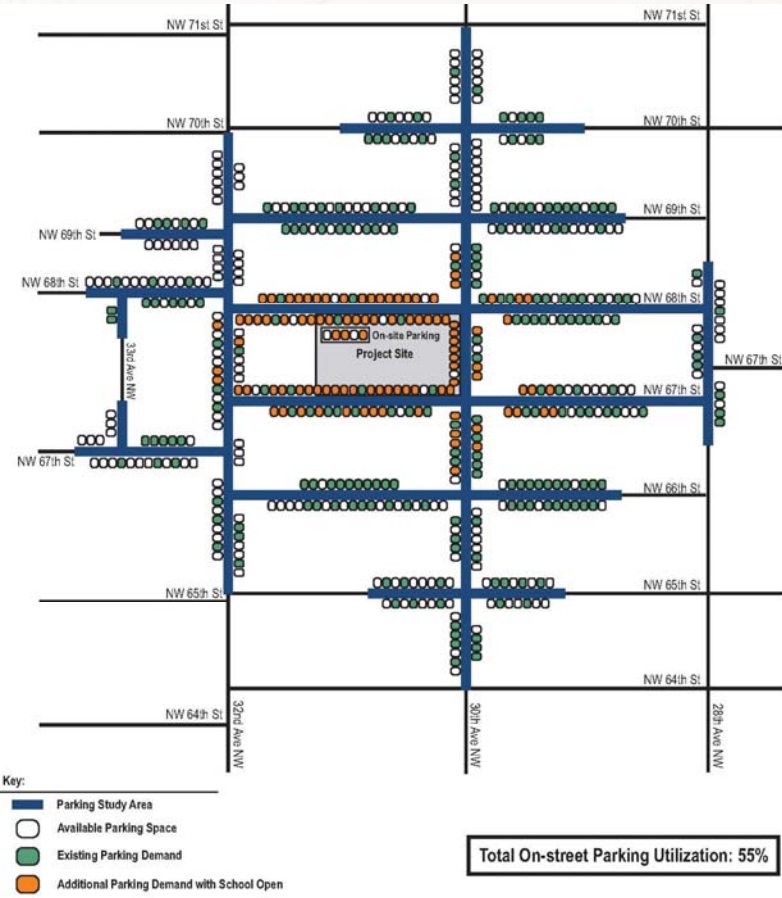 NW 71st St
NW 71st St
NW 70th St
NW 70th St
NW 69th St
NW 69th St
NW 68th St
NW 68th St
On-site Parking
Project Site
33rd Ave NW
NW 67th St
NW 67th St
NW 67th St
NW 66th St
NW 65th St
NW 65th St
NW 64th St
NW 64th St
32nd Ave NW
30th Ave NW
28th Ave NW
Key:
Parking Study Area
Available Parking Space
Existing Parking Demand
Additional Parking Demand with School Open
Total On-street Parking Utilization: 55%